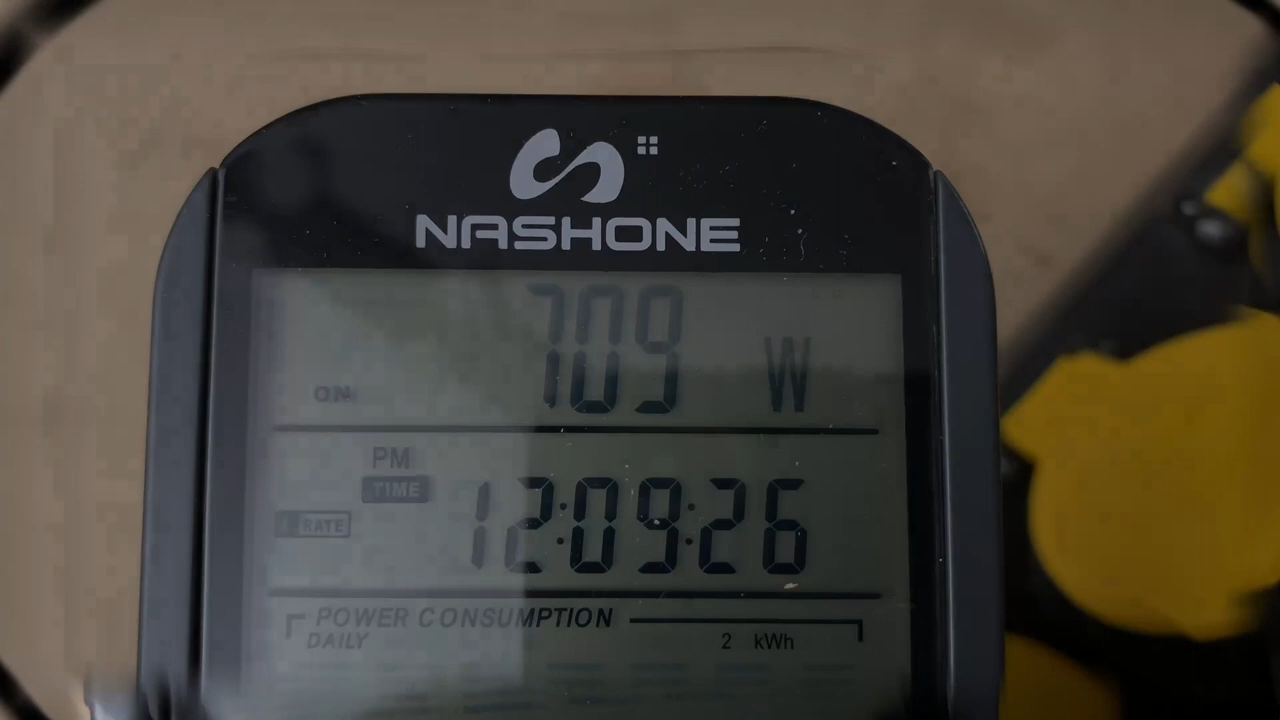 NASHONE
709 W
ON
PM
TIME
RATE
12:09:26
POWER CONSUMPTION
DAILY 2 kWh